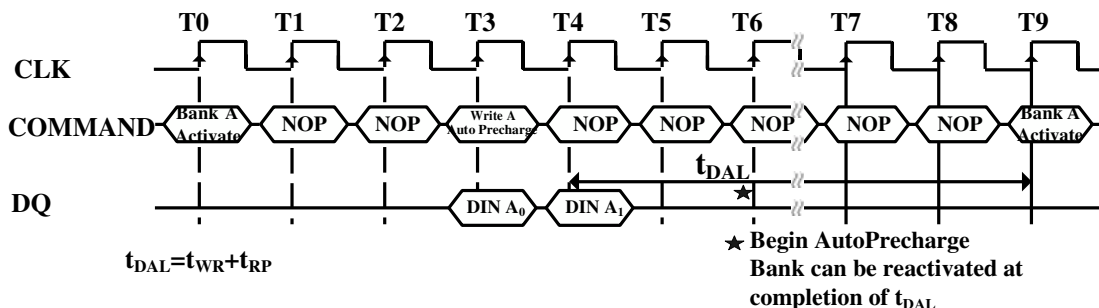 T0 T1 T2 T3 T4 T5 T6 T7 T8 T9
CLK
COMMAND
Bank A
Activate
NOP
NOP
Write A
Auto Precharge
NOP
NOP
NOP
NOP
NOP
Bank A
Activate
tDAL
DQ
DIN A0
DIN A1
tDAL=tWR+tRP
★ Begin AutoPrecharge
Bank can be reactivated at
completion of tDAL